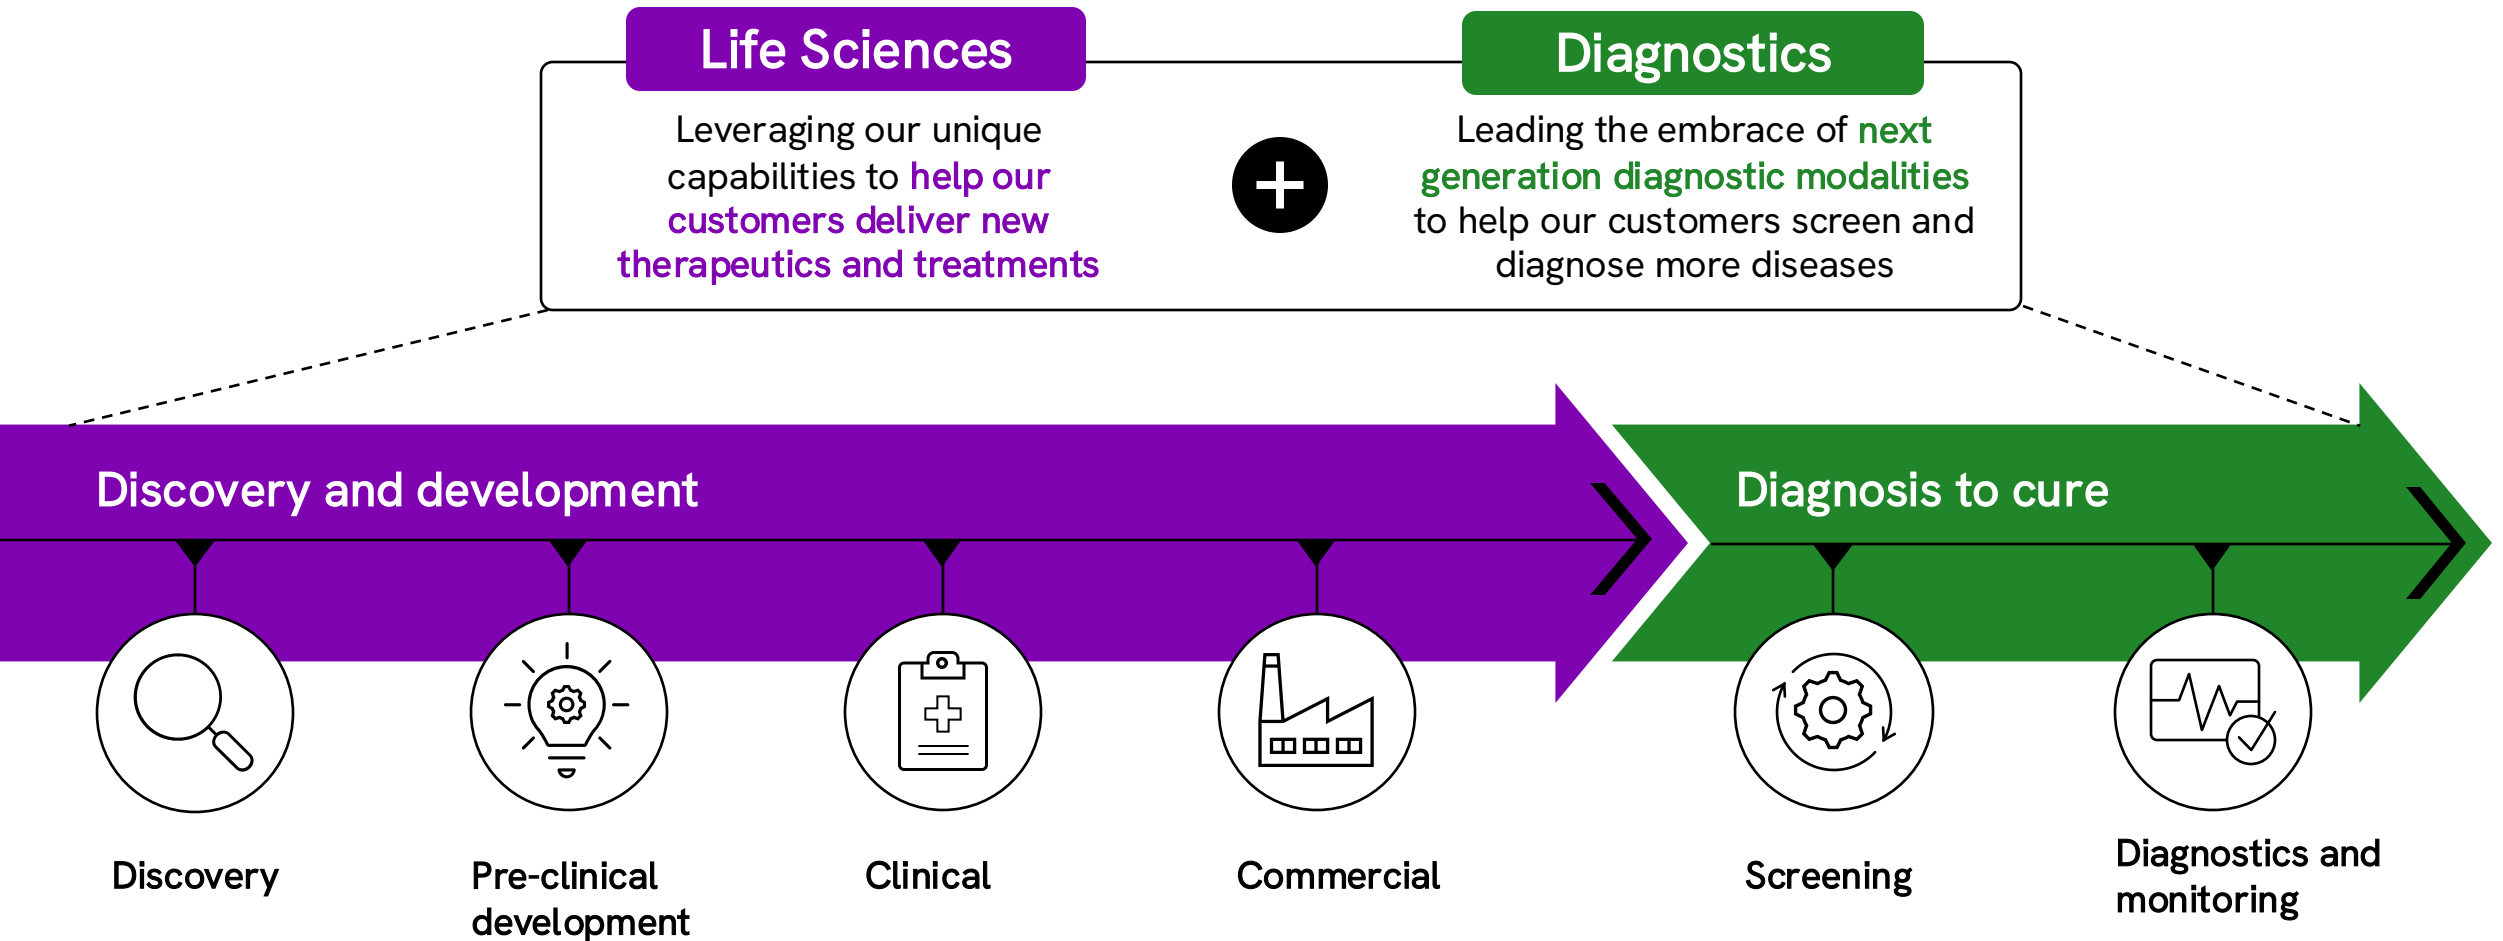 Life Sciences
Leveraging our unique
capabilities to help our
customers deliver new
therapeutics and treatments
Diagnostics
Leading the embrace of next
generation diagnostic modalities
to help our customers screen and
diagnose more diseases
Discovery and development
Diagnosis to cure
Discovery
Pre-clinical
development
Clinical
Commercial
Screening
Diagnostics and
monitoring